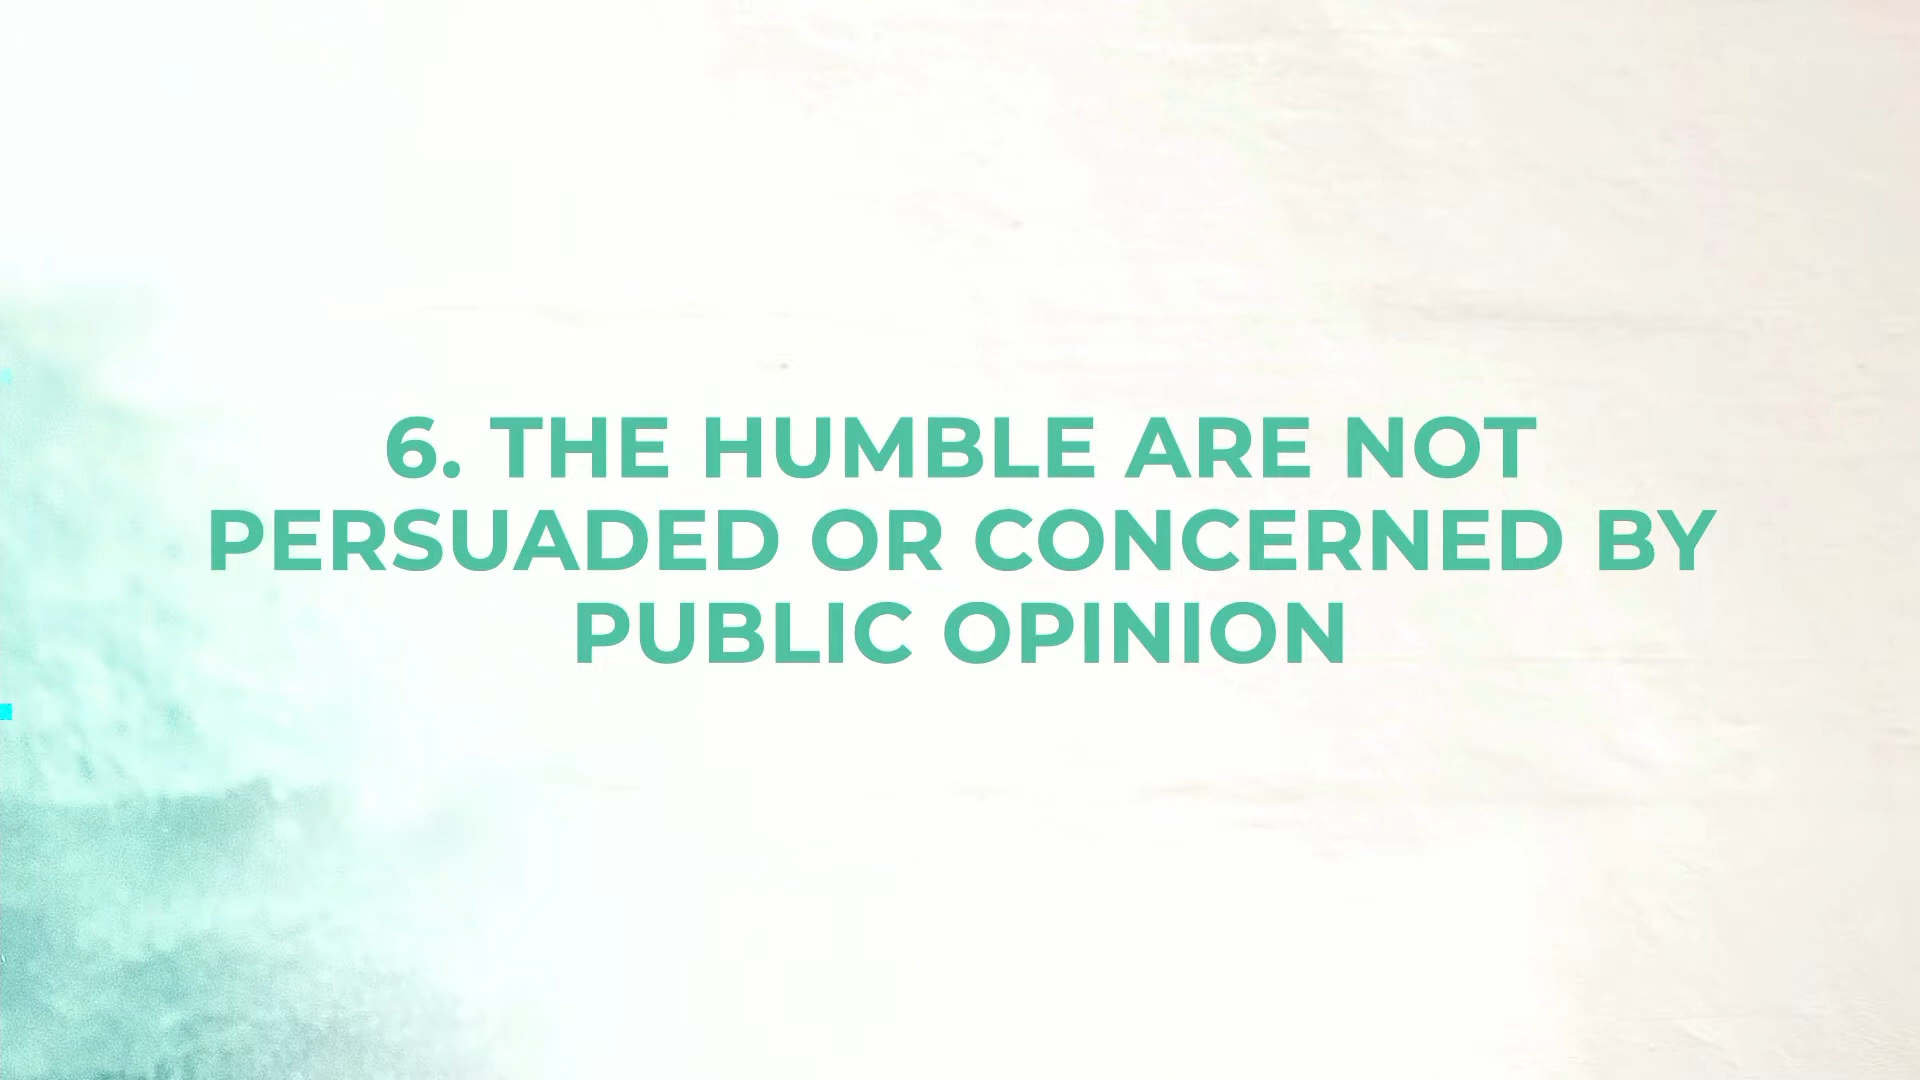 6. THE HUMBLE ARE NOT
PERSUADED OR CONCERNED BY
PUBLIC OPINION